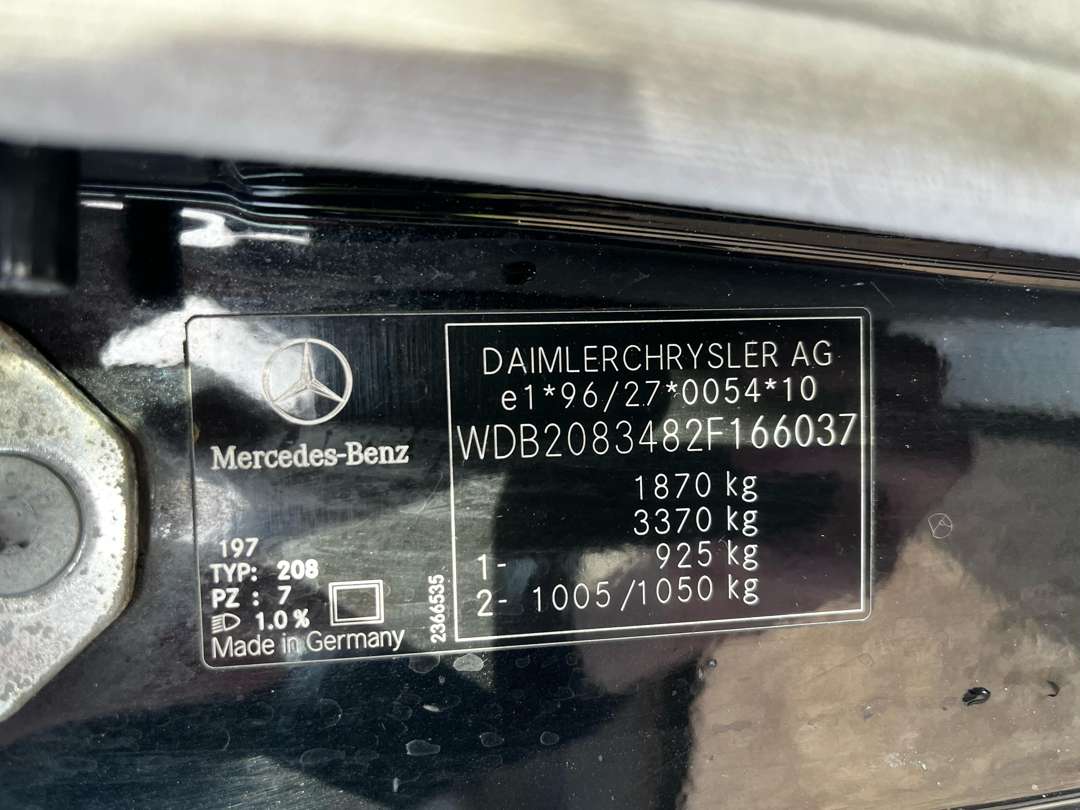 Mercedes-Benz
197
TYP: 208
PZ : 7
1.0 %
Made in Germany
2366535
DAIMLERCHRYSLER AG
e1*96/27*0054*10
WDB2083482F166037
1870 kg
3370 kg
1- 925 kg
2- 1005/1050 kg